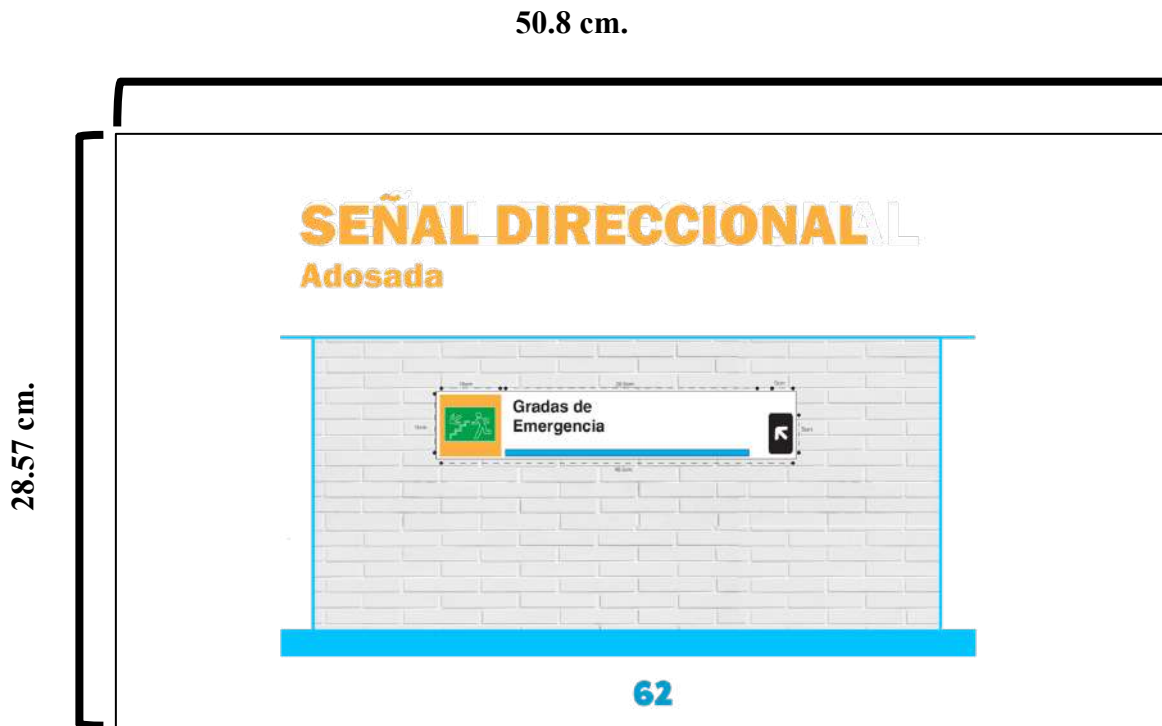 50.8 cm.
28.57 cm.
SEÑAL DIRECCIONAL
Adosada
Gradas de
Emergencia
62